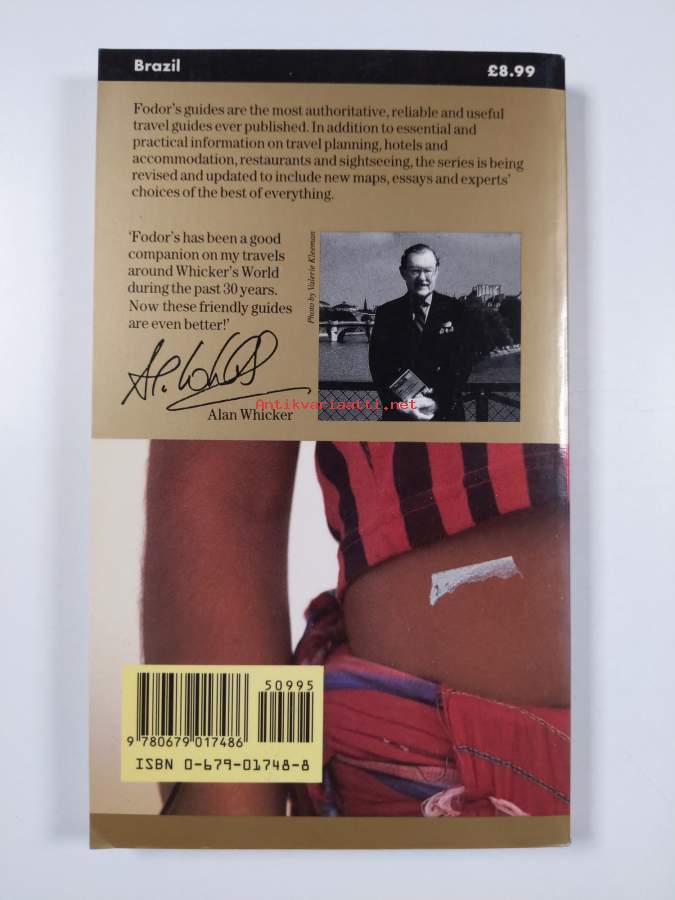 Brazil
£8.99
Fodor's guides are the most authoritative, reliable and useful
travel guides ever published. In addition to essential and
practical information on travel planning, hotels and
accommodation, restaurants and sightseeing, the series is being
revised and updated to include new maps, essays and experts'
choices of the best of everything.
'Fodor's has been a good
companion on my travels
around Whicker's World
during the past 30 years.
Now these friendly guides
are even better!'
Alan Whicker
Photo by Valerie Kleeman
Antikvariaatti.net
50995
9 780679 017486
ISBN 0-679-01748-8